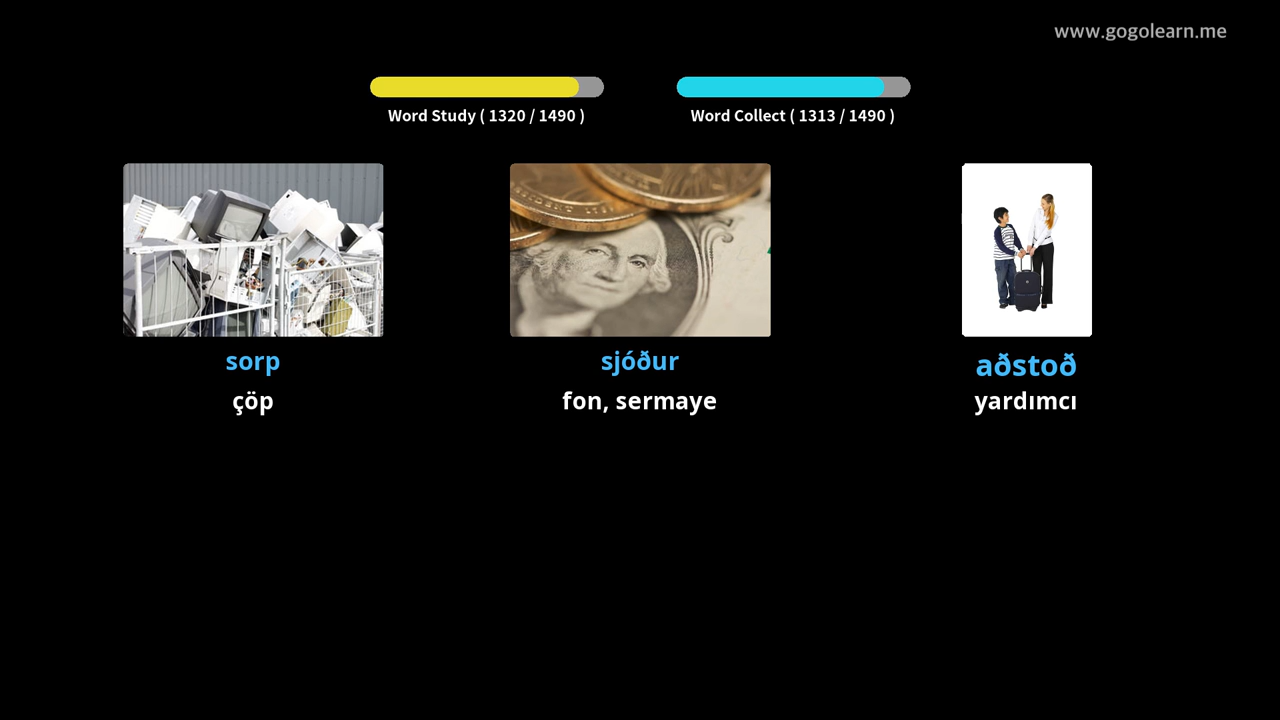 www.gogolearn.me
Word Study ( 1320 / 1490 )
Word Collect ( 1313 / 1490 )
sorp
sjóður
aðstoð
çöp
fon, sermaye
yardımcı